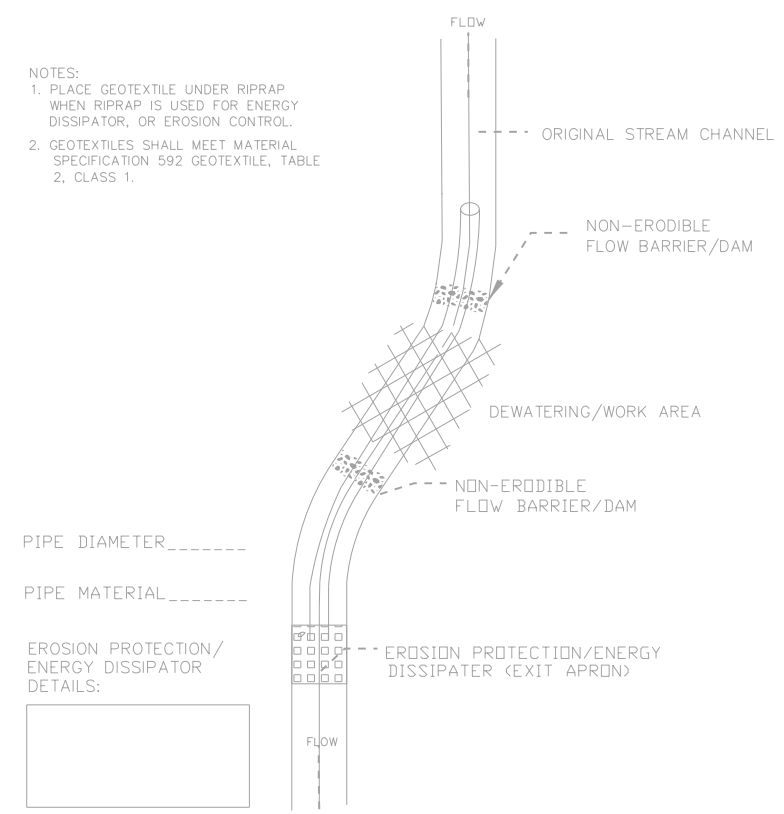 FLOW
NOTES:
1. PLACE GEOTEXTILE UNDER RIPRAP
WHEN RIPRAP IS USED FOR ENERGY
DISSIPATOR, OR EROSION CONTROL.
2. GEOTEXTILES SHALL MEET MATERIAL
SPECIFICATION 592 GEOTEXTILE, TABLE
2, CLASS 1.
ORIGINAL STREAM CHANNEL
NON-ERODIBLE
FLOW BARRIER/DAM
DEWATERING/WORK AREA
NON-ERODIBLE
FLOW BARRIER/DAM
PIPE DIAMETER_______
PIPE MATERIAL_______
EROSION PROTECTION/
ENERGY DISSIPATOR
DETAILS:
EROSION PROTECTION/ENERGY
DISSIPATER (EXIT APRON)
FLOW